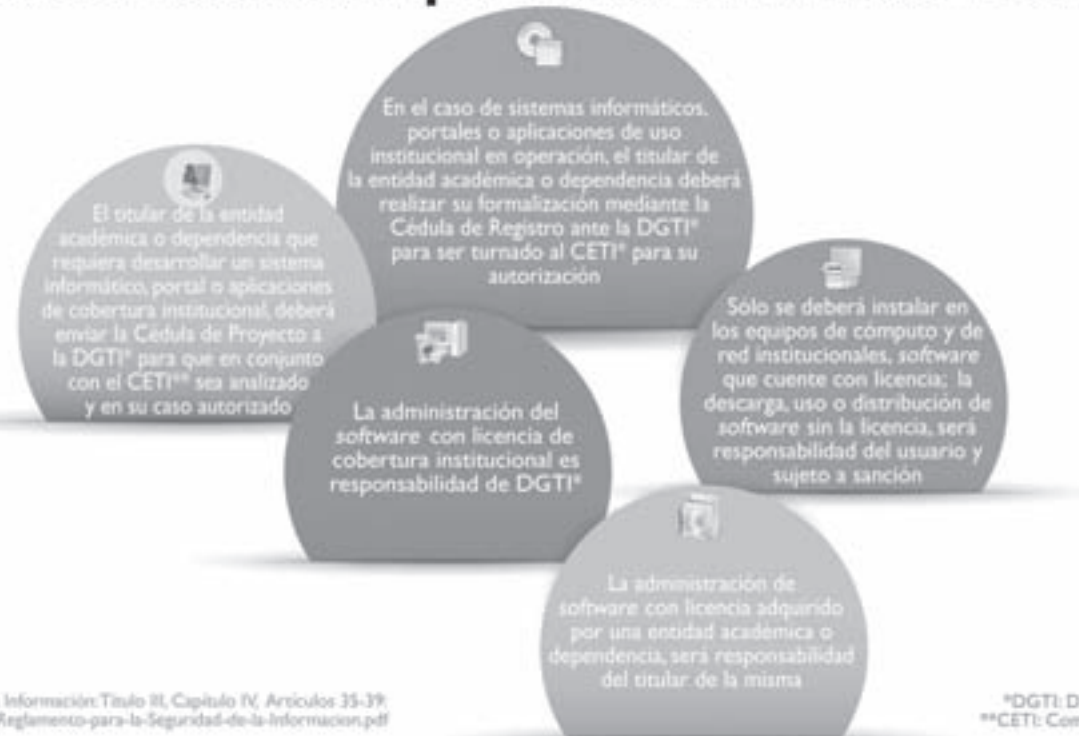 En el caso de sistemas informáticos,
portales o aplicaciones de uso
institucional en operación, el titular de
la entidad académica o dependencia deberá
realizar su formalización mediante la
Cédula de Registro ante la DGTI*
para ser turnado al CETI* para su
autorización
El titular de la entidad
académica o dependencia que
requiera desarrollar un sistema
informático, portal o aplicaciones
de cobertura institucional, deberá
enviar la Cédula de Proyecto a
la DGTI* para que en conjunto
con el CETI** sea analizado
y en su caso autorizado
Sólo se deberá instalar en
los equipos de cómputo y de
red institucionales, software
que cuente con licencia; la
descarga, uso o distribución de
software sin la licencia, será
responsabilidad del usuario y
sujeto a sanción
La administración del
software con licencia de
cobertura institucional es
responsabilidad de DGTI*
La administración de
software con licencia adquirido
por una entidad académica o
dependencia, será responsabilidad
del titular de la misma
Información: Título III, Capítulo IV, Artículos 35-39:
Reglamento-para-la-Seguridad-de-la-Informacion.pdf
*DGTI: D
**CETI: Com